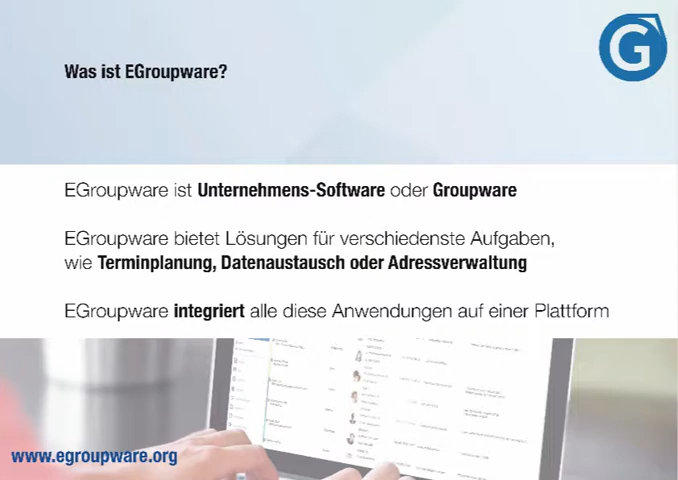 Was ist EGroupware?
EGroupware ist Unternehmens-Software oder Groupware
EGroupware bietet Lösungen für verschiedenste Aufgaben,
wie Terminplanung, Datenaustausch oder Adressverwaltung
EGroupware integriert alle diese Anwendungen auf einer Plattform
www.egroupware.org
G